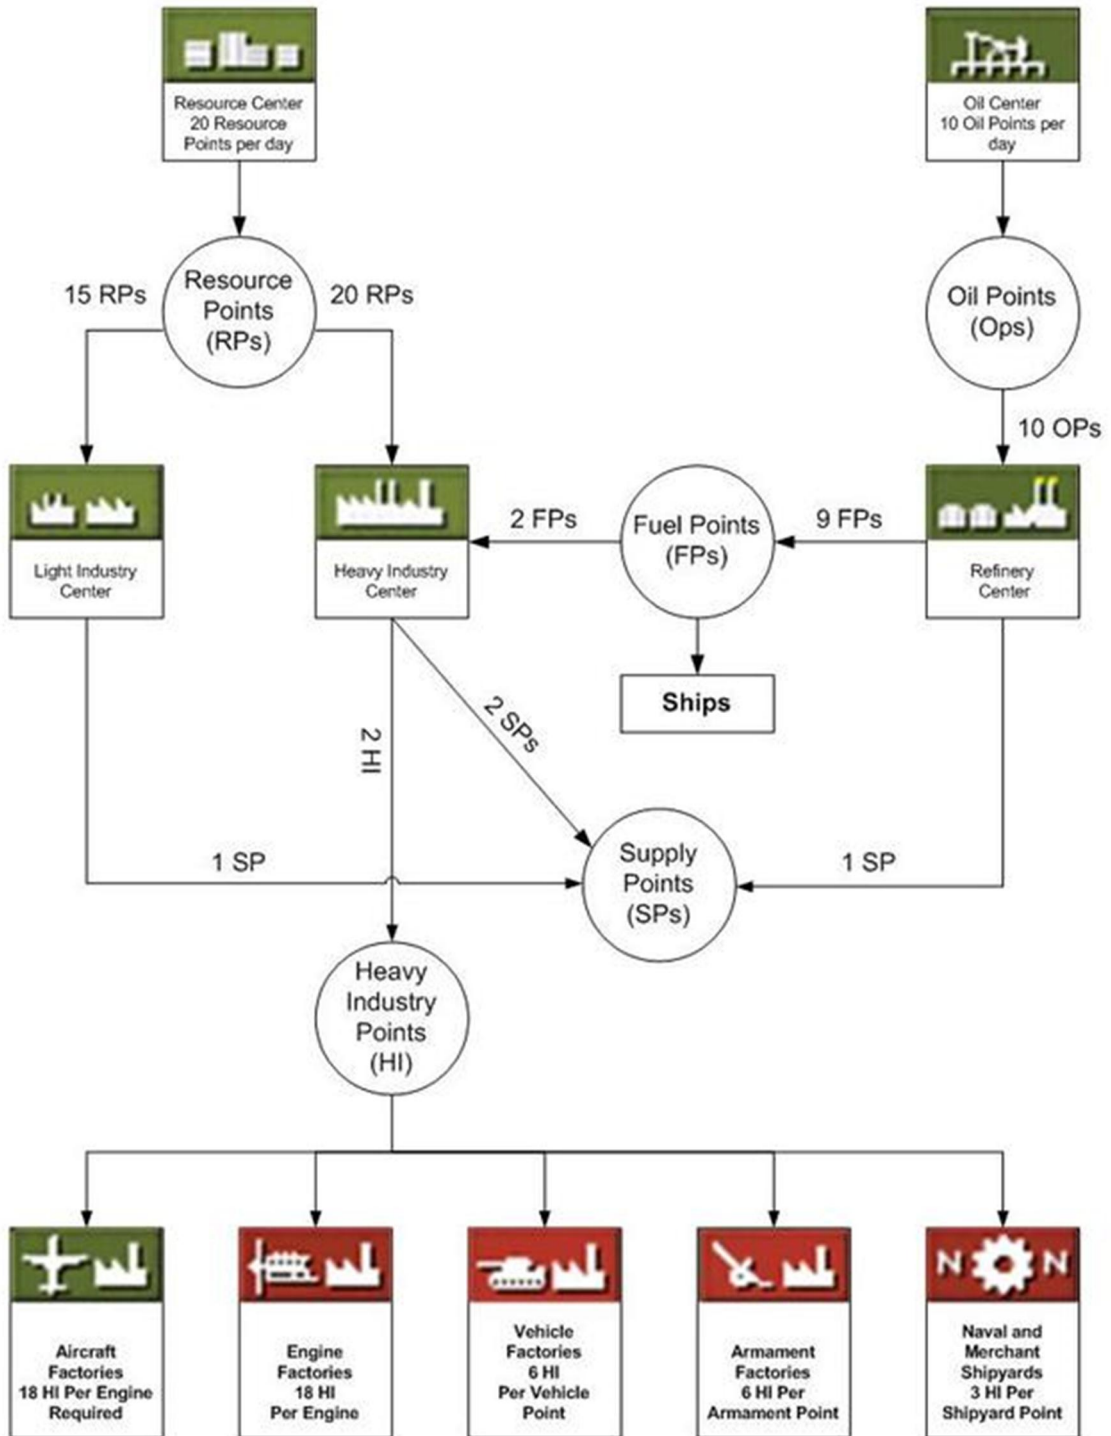 Resource Center
20 Resource
Points per day
Oil Center
10 Oil Points per
day
15 RPs
Resource
Points
(RPs)
20 RPs
Oil Points
(Ops)
10 OPs
Light Industry
Center
Heavy Industry
Center
2 FPs
Fuel Points
(FPs)
9 FPs
Refinery
Center
Ships
2 HI
2 SPs
1 SP
Supply
Points
(SPs)
1 SP
Heavy
Industry
Points
(HI)
N N
Aircraft
Factories
18 HI Per Engine
Required
Engine
Factories
18 HI
Per Engine
Vehicle
Factories
6 HI
Per Vehicle
Point
Armament
Factories
6 HI Per
Armament Point
Naval and
Merchant
Shipyards
3 HI Per
Shipyard Point